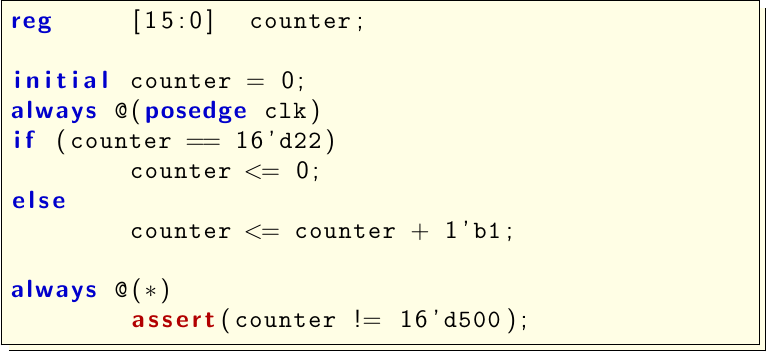 reg [15:0] counter;
initial counter = 0;
always @(posedge clk)
if (counter == 16'd22)
counter <= 0;
else
counter <= counter + 1'b1;
always @(*)
assert(counter != 16'd500);